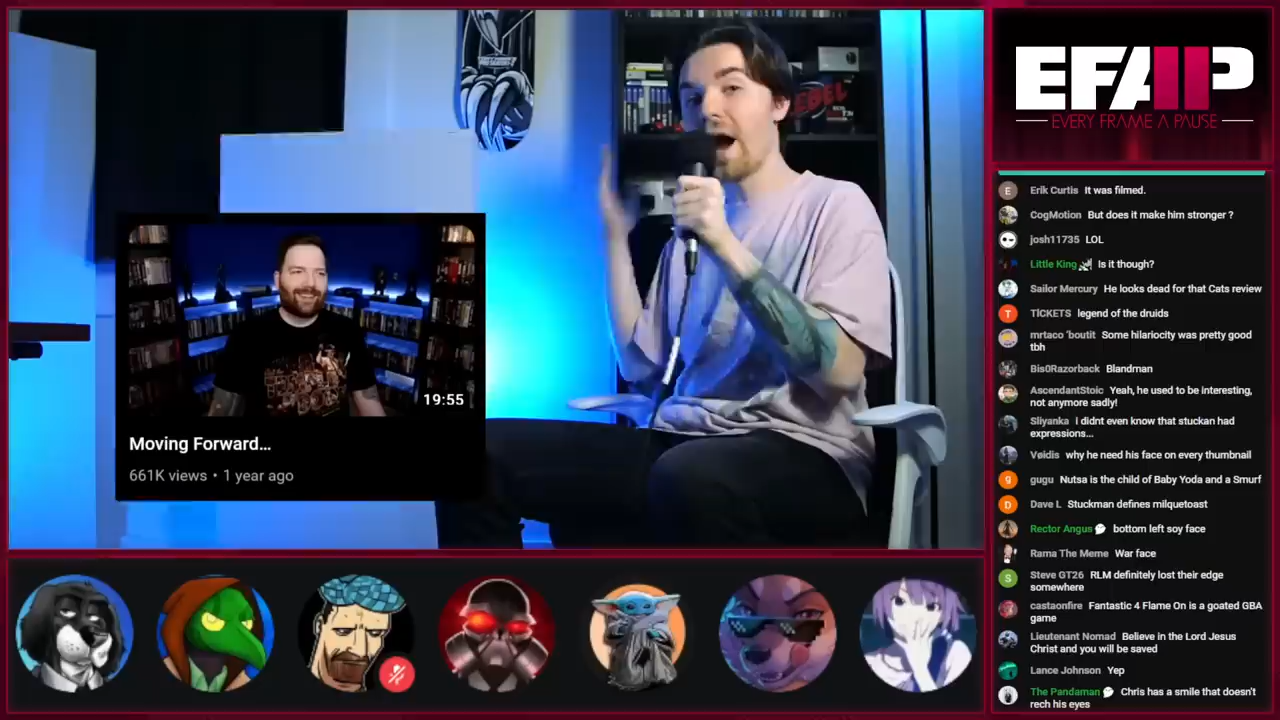 REBEL
19:55
Moving Forward...
661K views • 1 year ago
EFAP
EVERY FRAME A PAUSE
Erik Curtis It was filmed.
CogMotion But does it make him stronger ?
josh11735 LOL
Little King Is it though?
Sailor Mercury He looks dead for that Cats review
TICKETS legend of the druids
mrtaco 'boutit Some hilariocity was pretty good
tbh
Bis0Razorback Blandman
AscendantStoic Yeah, he used to be interesting,
not anymore sadly!
Sliyanka i didnt even know that stuckan had
expressions...
Vøidis why he need his face on every thumbnail
gugu Nutsa is the child of Baby Yoda and a Smurf
Dave L Stuckman defines milquetoast
Rector Angus bottom left soy face
Rama The Meme War face
Steve GT26 RLM definitely lost their edge
somewhere
castaonfire Fantastic 4 Flame On is a goated GBA
game
Lieutenant Nomad Believe in the Lord Jesus
Christ and you will be saved
Lance Johnson Yep
The Pandaman Chris has a smile that doesn't
rech his eyes